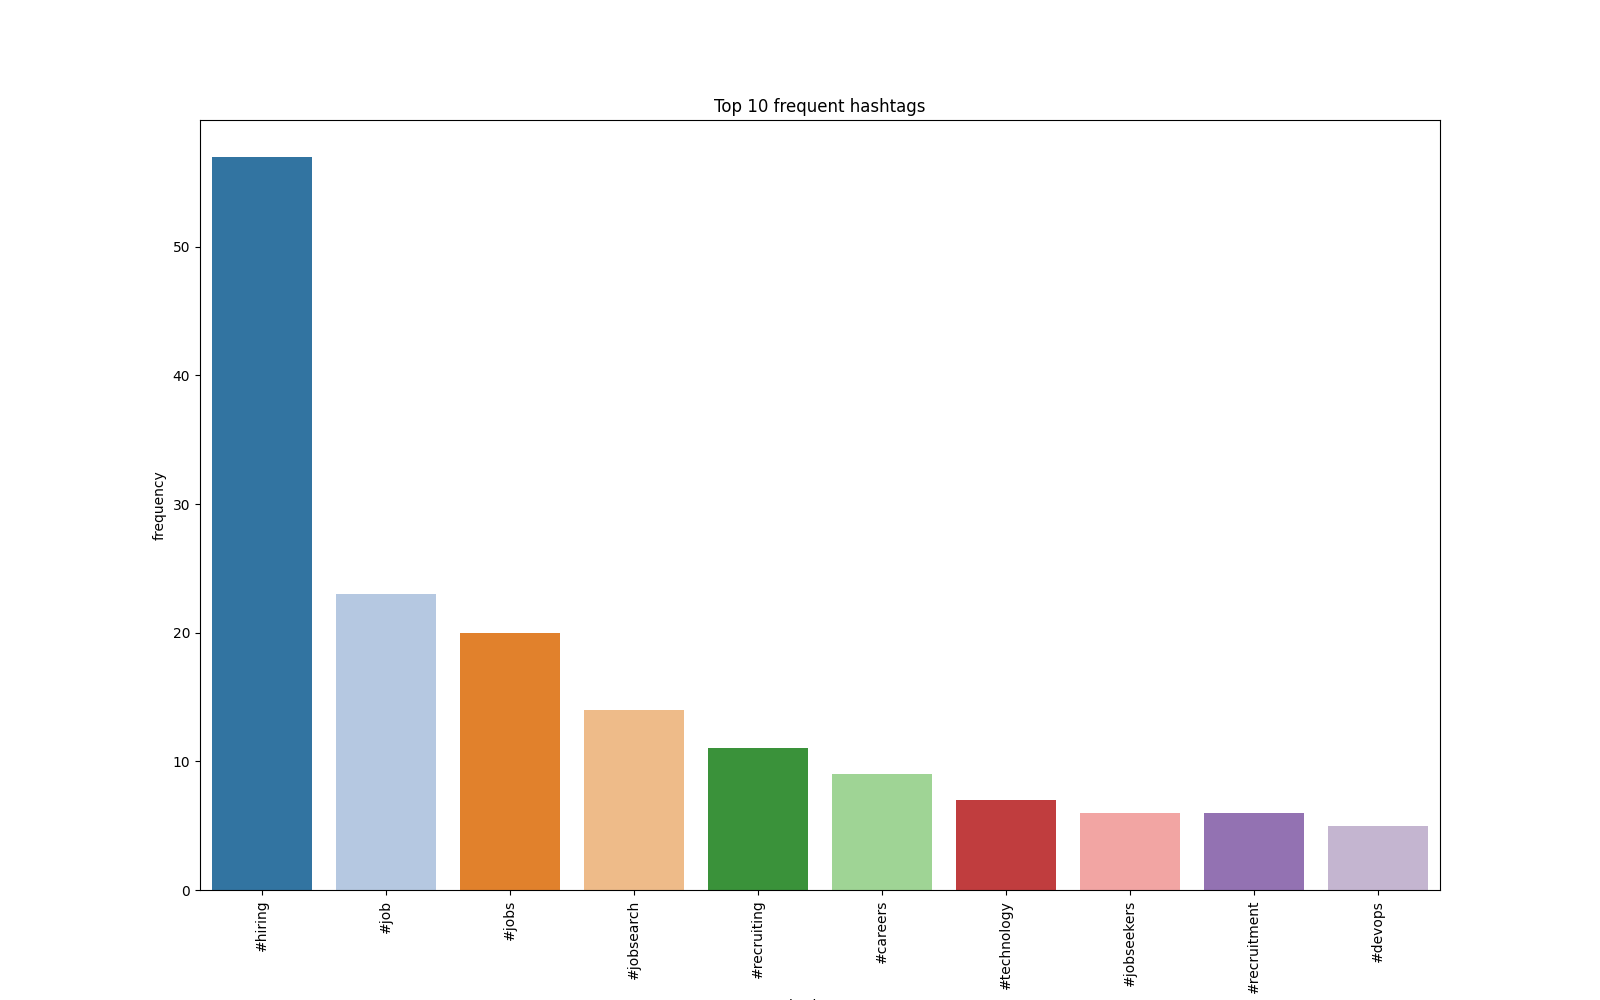 Top 10 frequent hashtags
frequency
50
40
30
20
10
0
#hiring
#job
#jobs
#jobsearch
#recruiting
#careers
#technology
#jobseekers
#recruitment
#devops